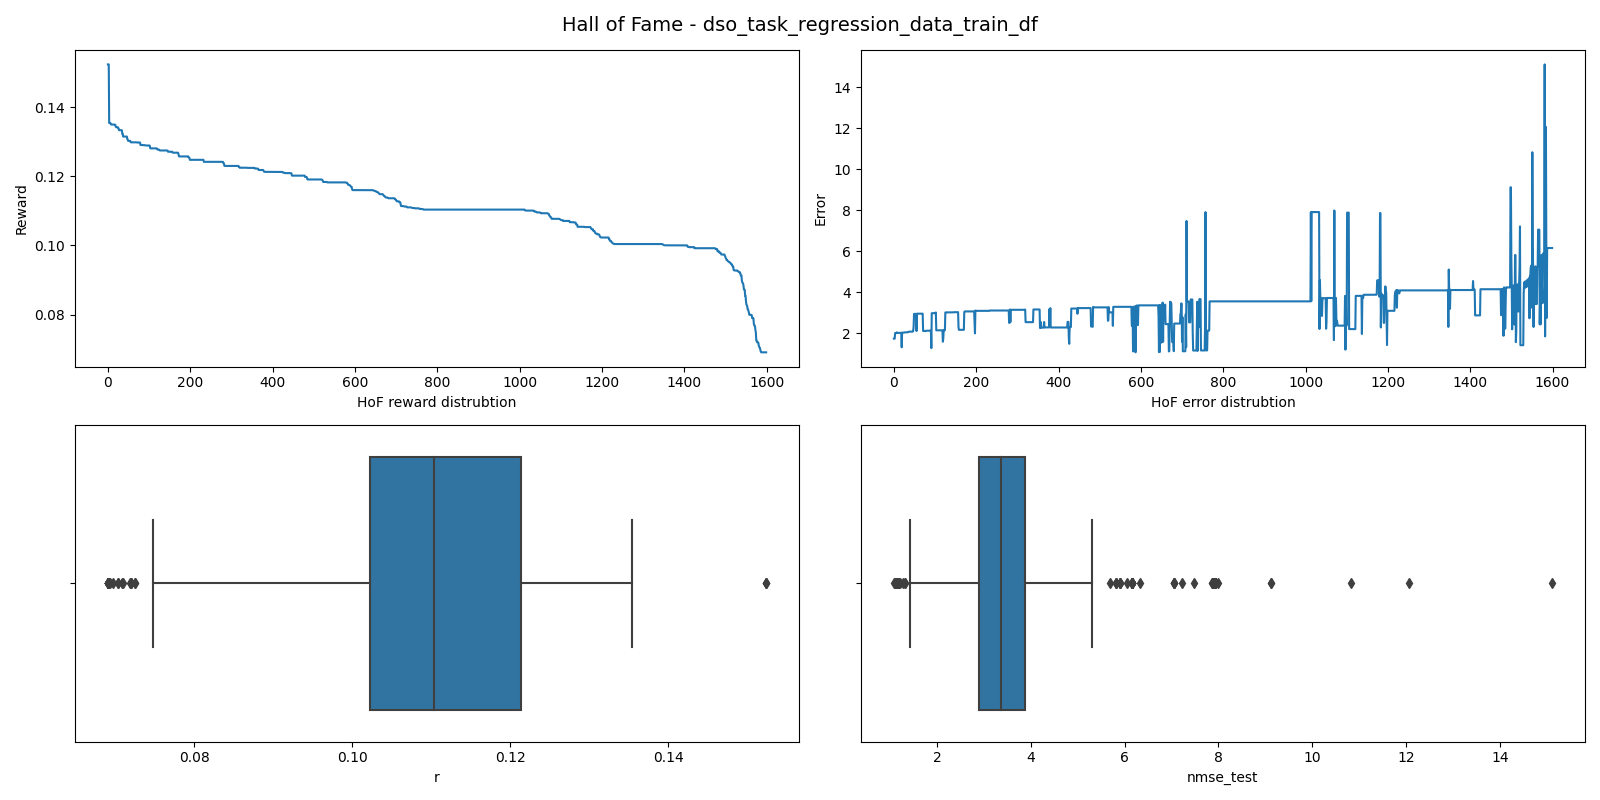 Hall of Fame - dso_task_regression_data_train_df
Reward
0.14
0.12
0.10
0.08
0 200 400 600 800 1000 1200 1400 1600
HoF reward distrubtion
Error
14
12
10
8
6
4
2
0 200 400 600 800 1000 1200 1400 1600
HoF error distrubtion
0.08 0.10 0.12 0.14
r
2 4 6 8 10 12 14
nmse_test